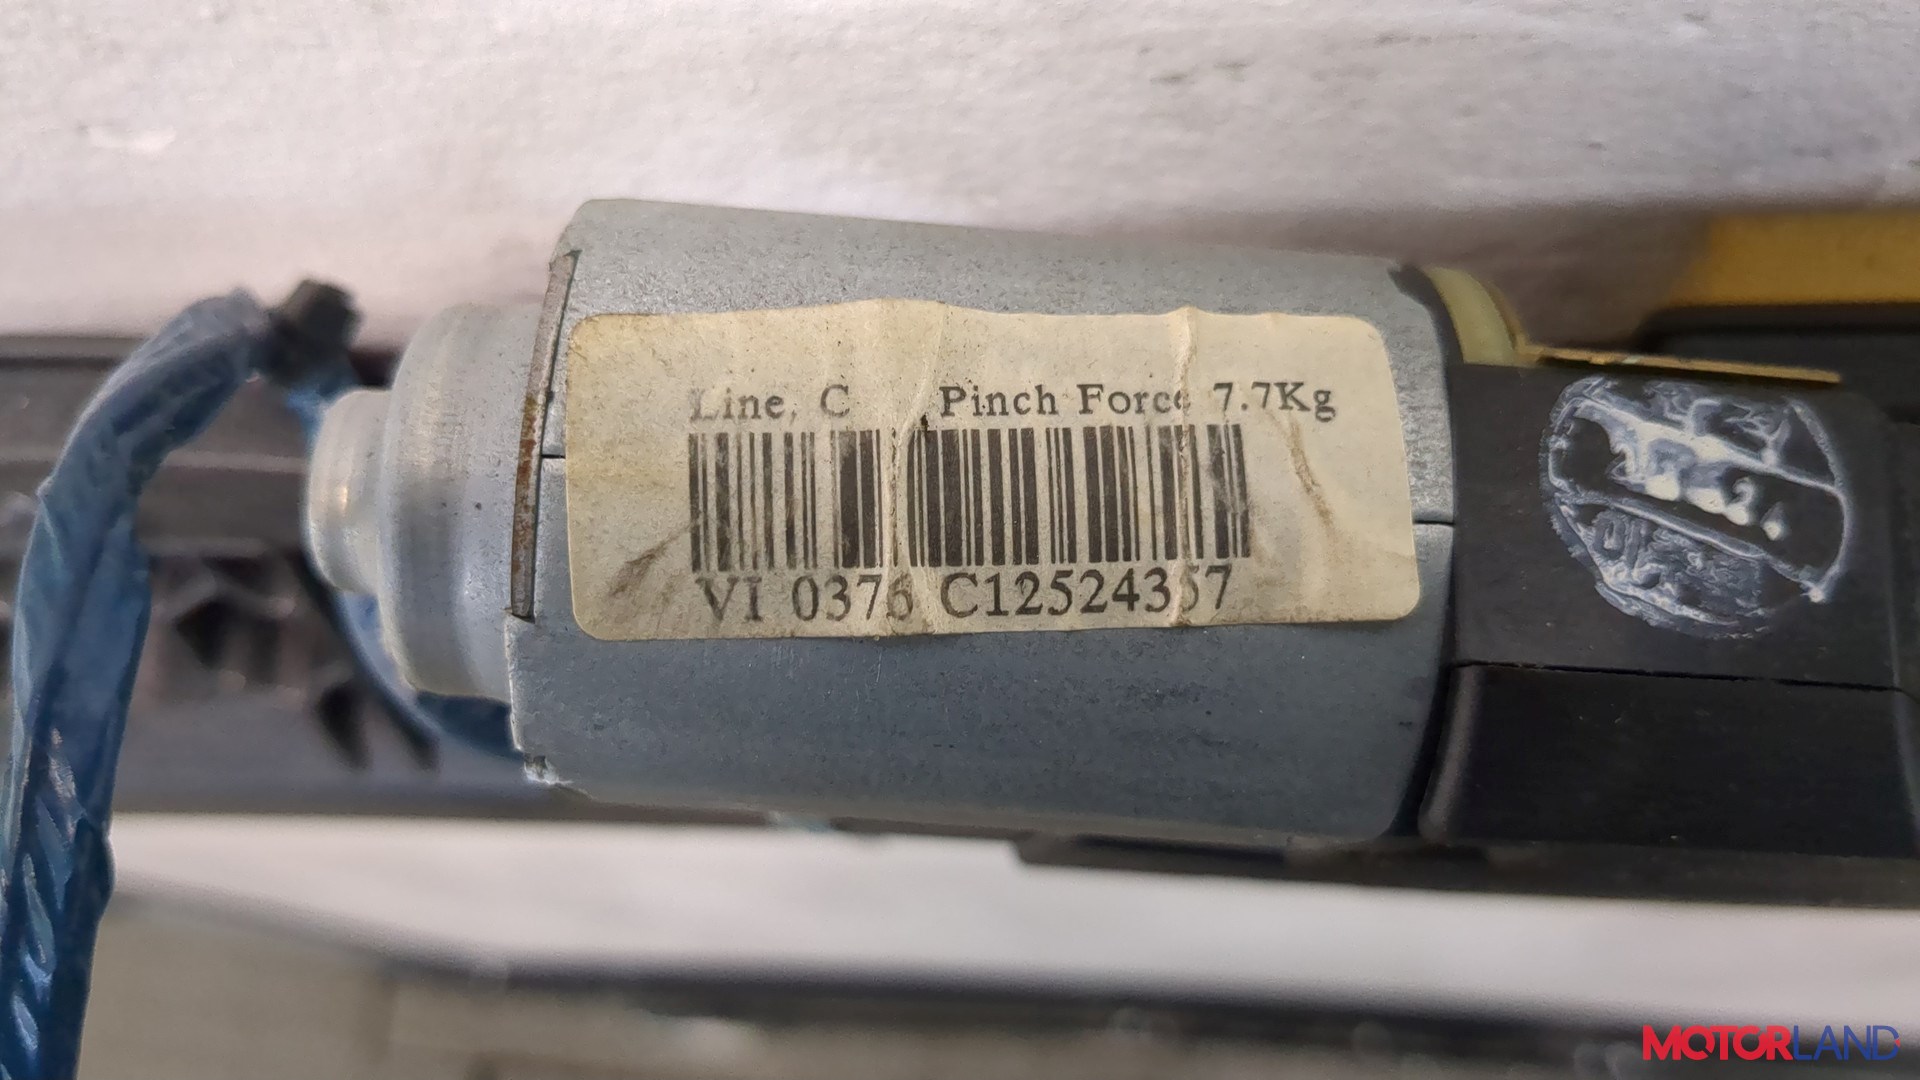 Line, C Pinch Force 7.7Kg
VI 0376 C12524357
MOTORLAND